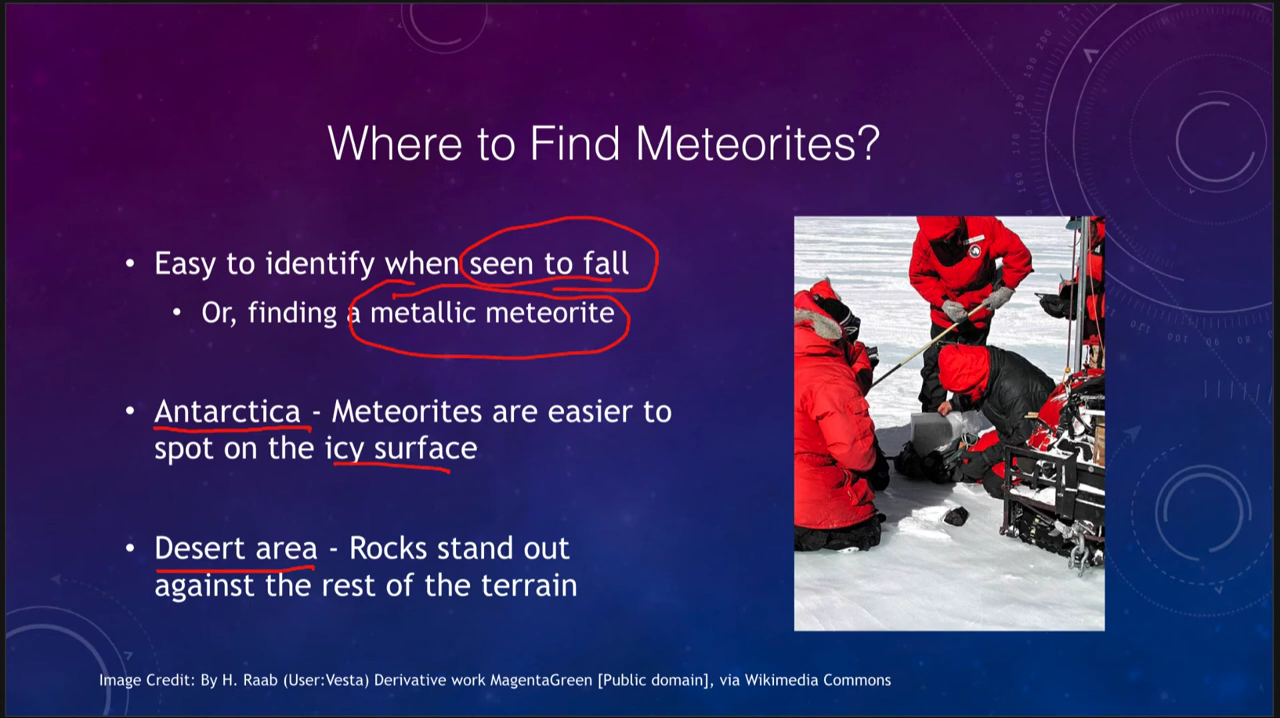 Where to Find Meteorites?
• Easy to identify when seen to fall
• Or, finding a metallic meteorite
• Antarctica - Meteorites are easier to
spot on the icy surface
• Desert area - Rocks stand out
against the rest of the terrain
Image Credit: By H. Raab (User:Vesta) Derivative work MagentaGreen [Public domain], via Wikimedia Commons